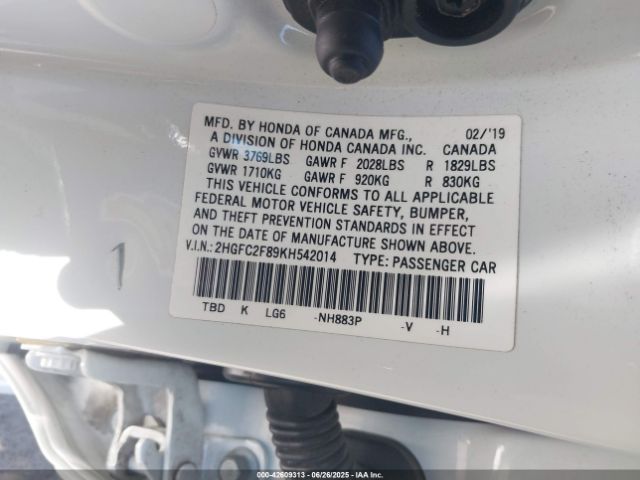 MFD. BY HONDA OF CANADA MFG., 02/'19
A DIVISION OF HONDA CANADA INC. CANADA
GVWR 3769LBS GAWR F 2028LBS R 1829LBS
GVWR 1710KG GAWR F 920KG R 830KG
THIS VEHICLE CONFORMS TO ALL APPLICABLE
FEDERAL MOTOR VEHICLE SAFETY, BUMPER,
AND THEFT PREVENTION STANDARDS IN EFFECT
ON THE DATE OF MANUFACTURE SHOWN ABOVE.
V.I.N.: 2HGFC2F89KH542014 TYPE: PASSENGER CAR
TBD K LG6 -NH883P -V -H
000-42609313 - 06/26/2025 - IAAI.com